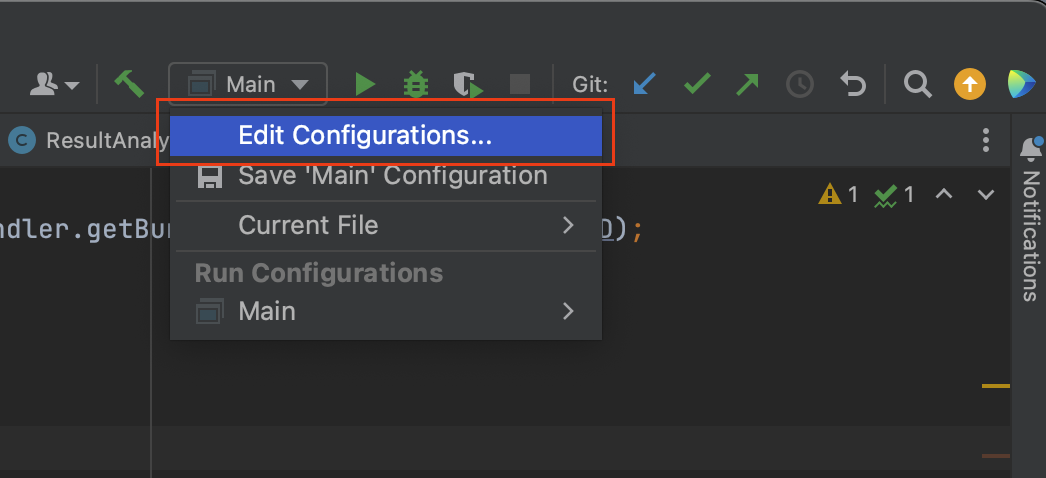 Main
Git:
C
ResultAnaly
Edit Configurations...
Save 'Main' Configuration
1
1
ndler.getBu
D);
Current File
Run Configurations
Main
Notifications